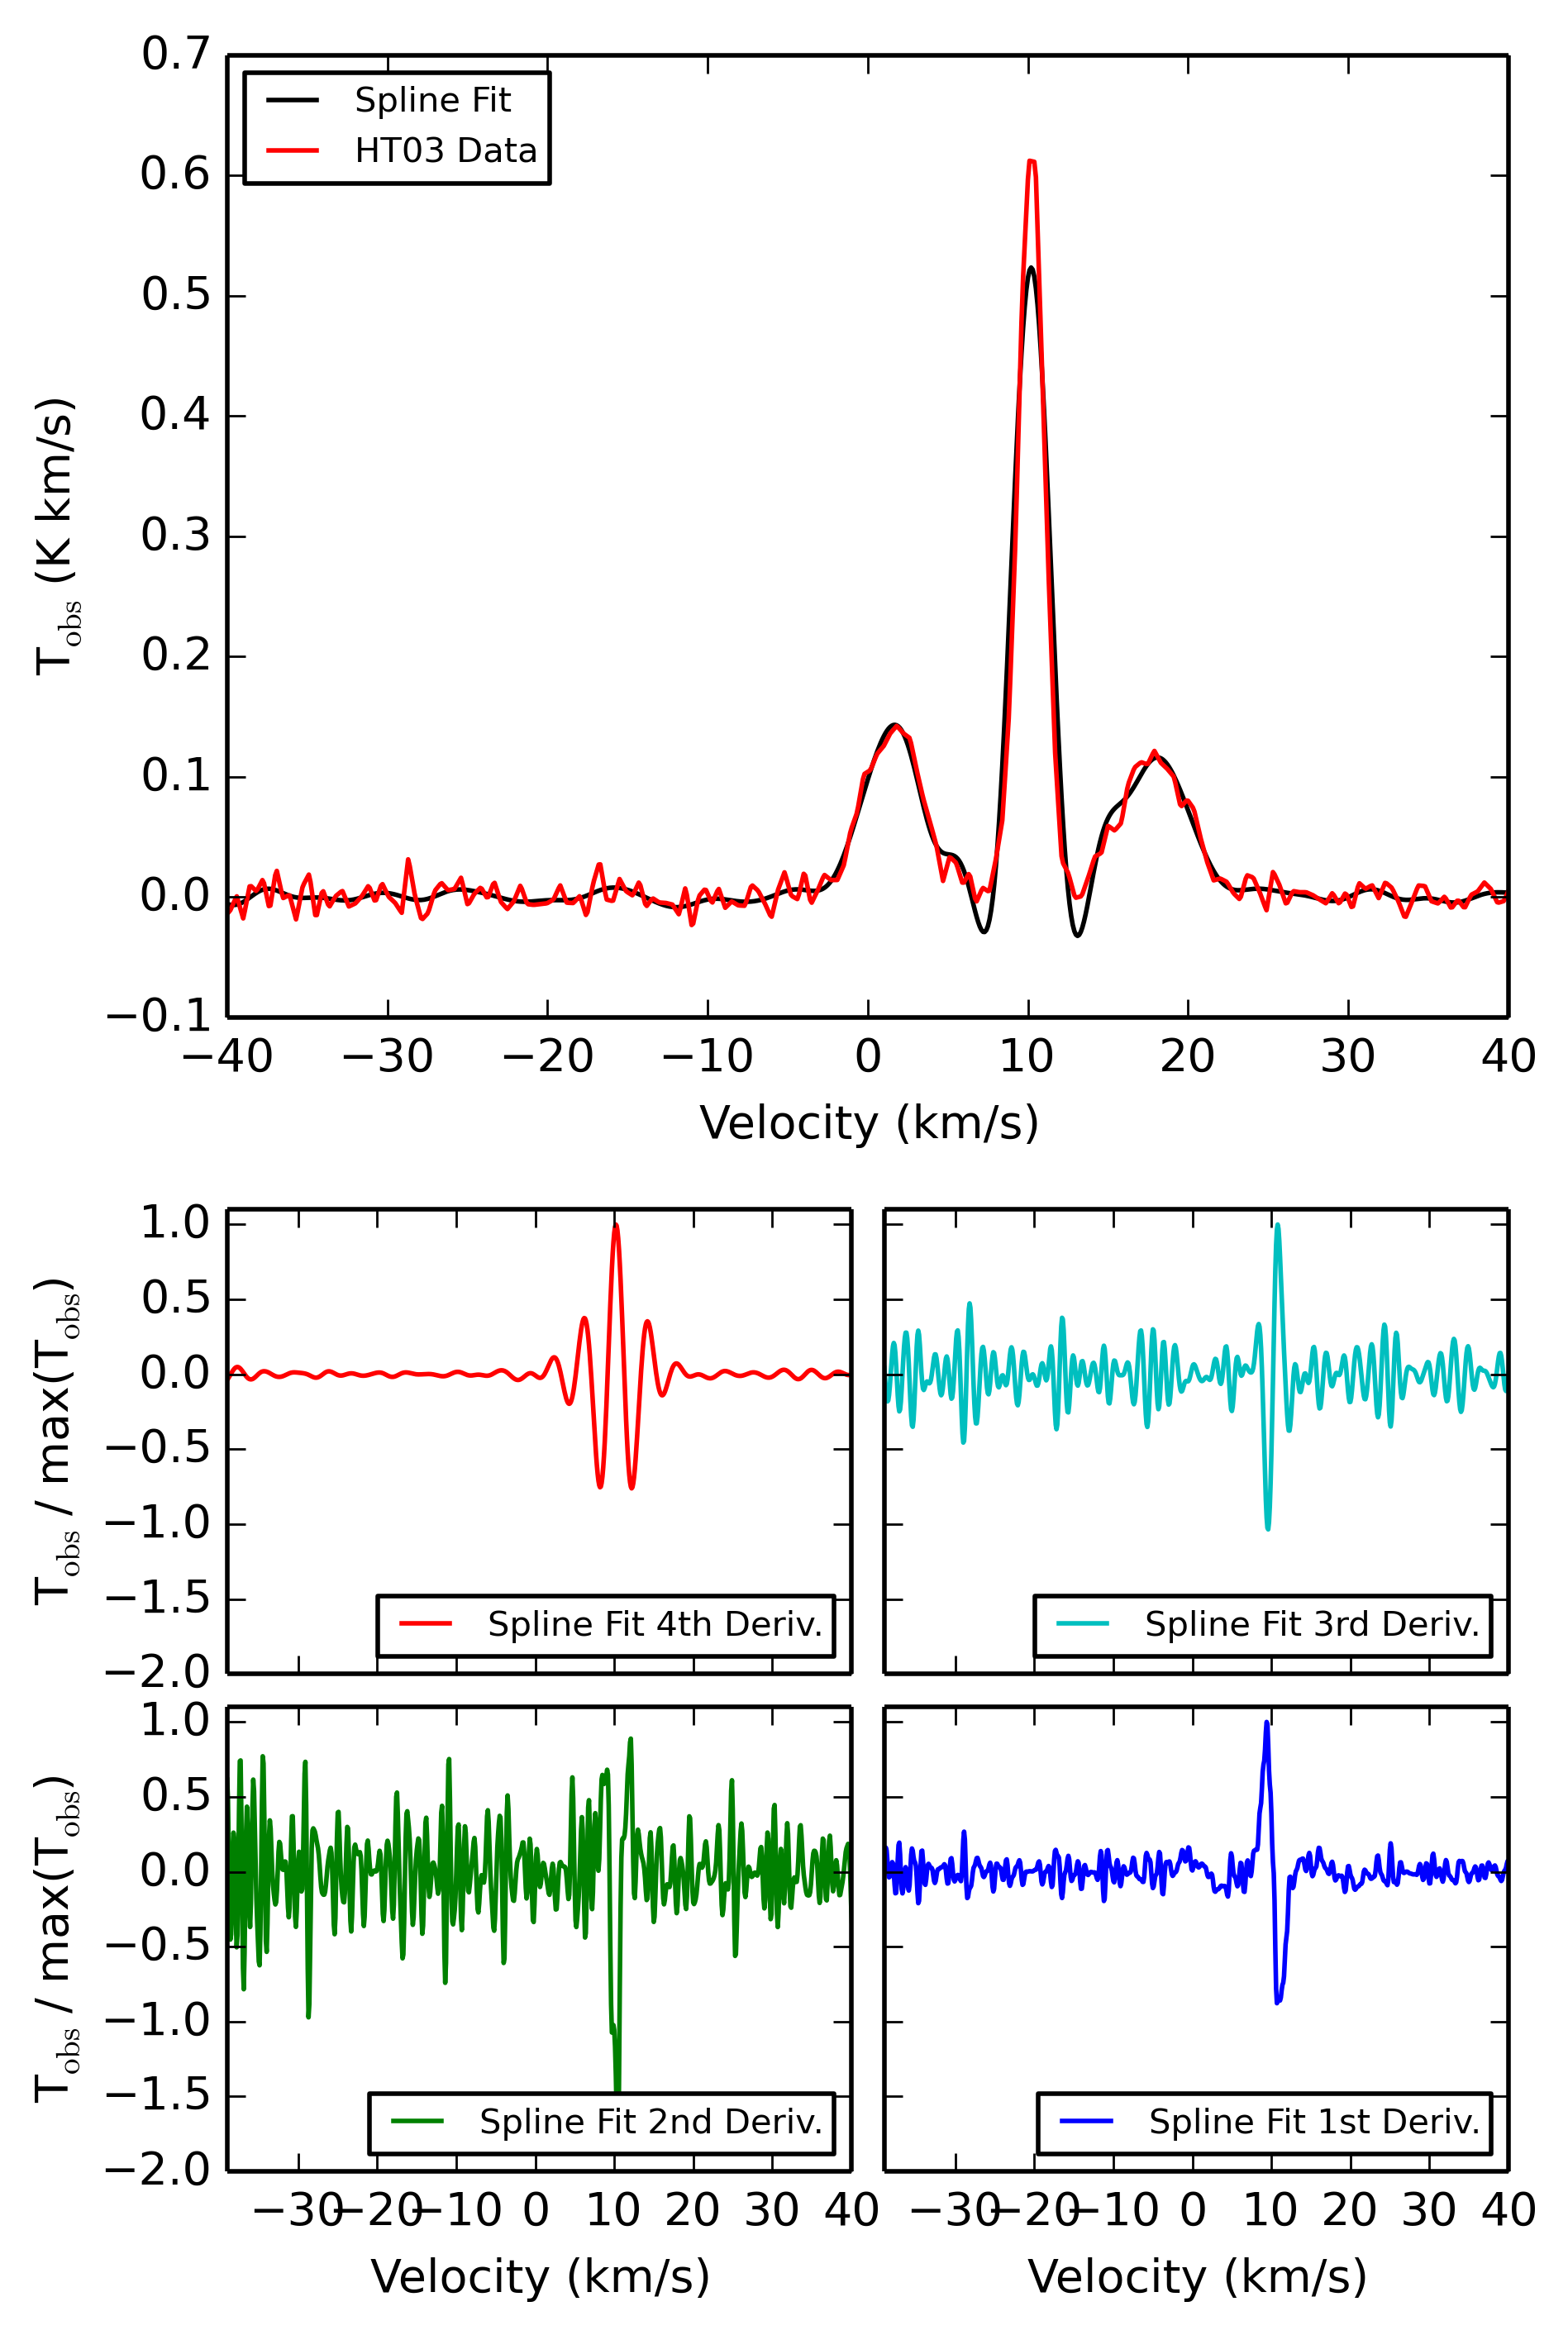 0.7
Spline Fit
HT03 Data
0.6
0.5
0.4
0.3
0.2
0.1
0.0
−0.1
T_obs (K km/s)
−40 −30 −20 −10 0 10 20 30 40
Velocity (km/s)
1.0
0.5
0.0
−0.5
−1.0
−1.5
−2.0
T_obs / max(T_obs)
Spline Fit 4th Deriv.
Spline Fit 3rd Deriv.
1.0
0.5
0.0
−0.5
−1.0
−1.5
−2.0
T_obs / max(T_obs)
Spline Fit 2nd Deriv.
Spline Fit 1st Deriv.
−30 −20 −10 0 10 20 30 40
−30 −20 −10 0 10 20 30 40
Velocity (km/s)
Velocity (km/s)